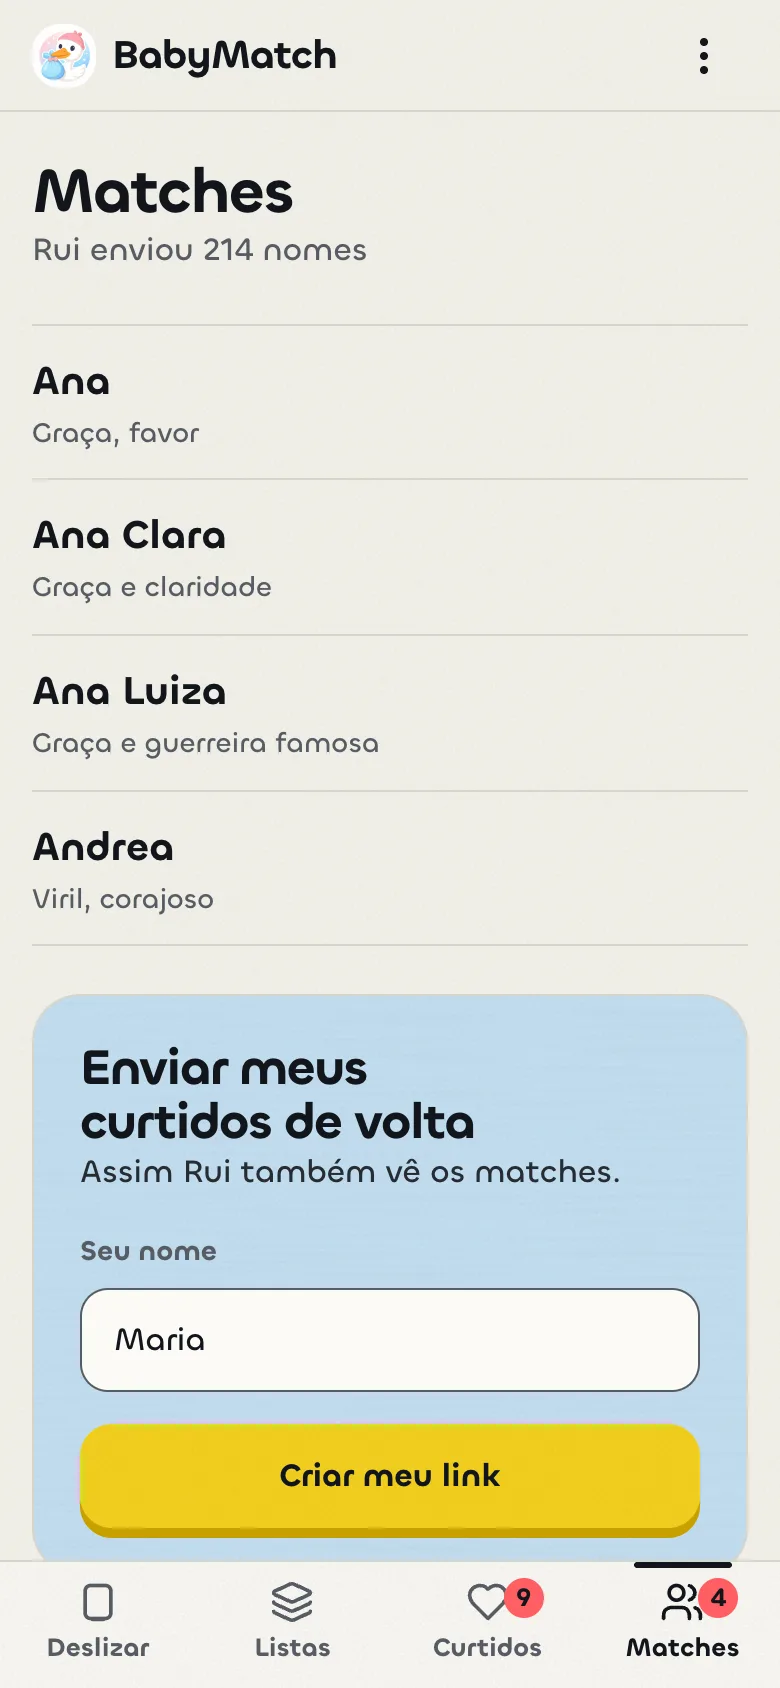 BabyMatch
Matches
Rui enviou 214 nomes
Ana
Graça, favor
Ana Clara
Graça e claridade
Ana Luiza
Graça e guerreira famosa
Andrea
Viril, corajoso
Enviar meus
curtidos de volta
Assim Rui também vê os matches.
Seu nome
Maria
Criar meu link
9
4
Deslizar
Listas
Curtidos
Matches